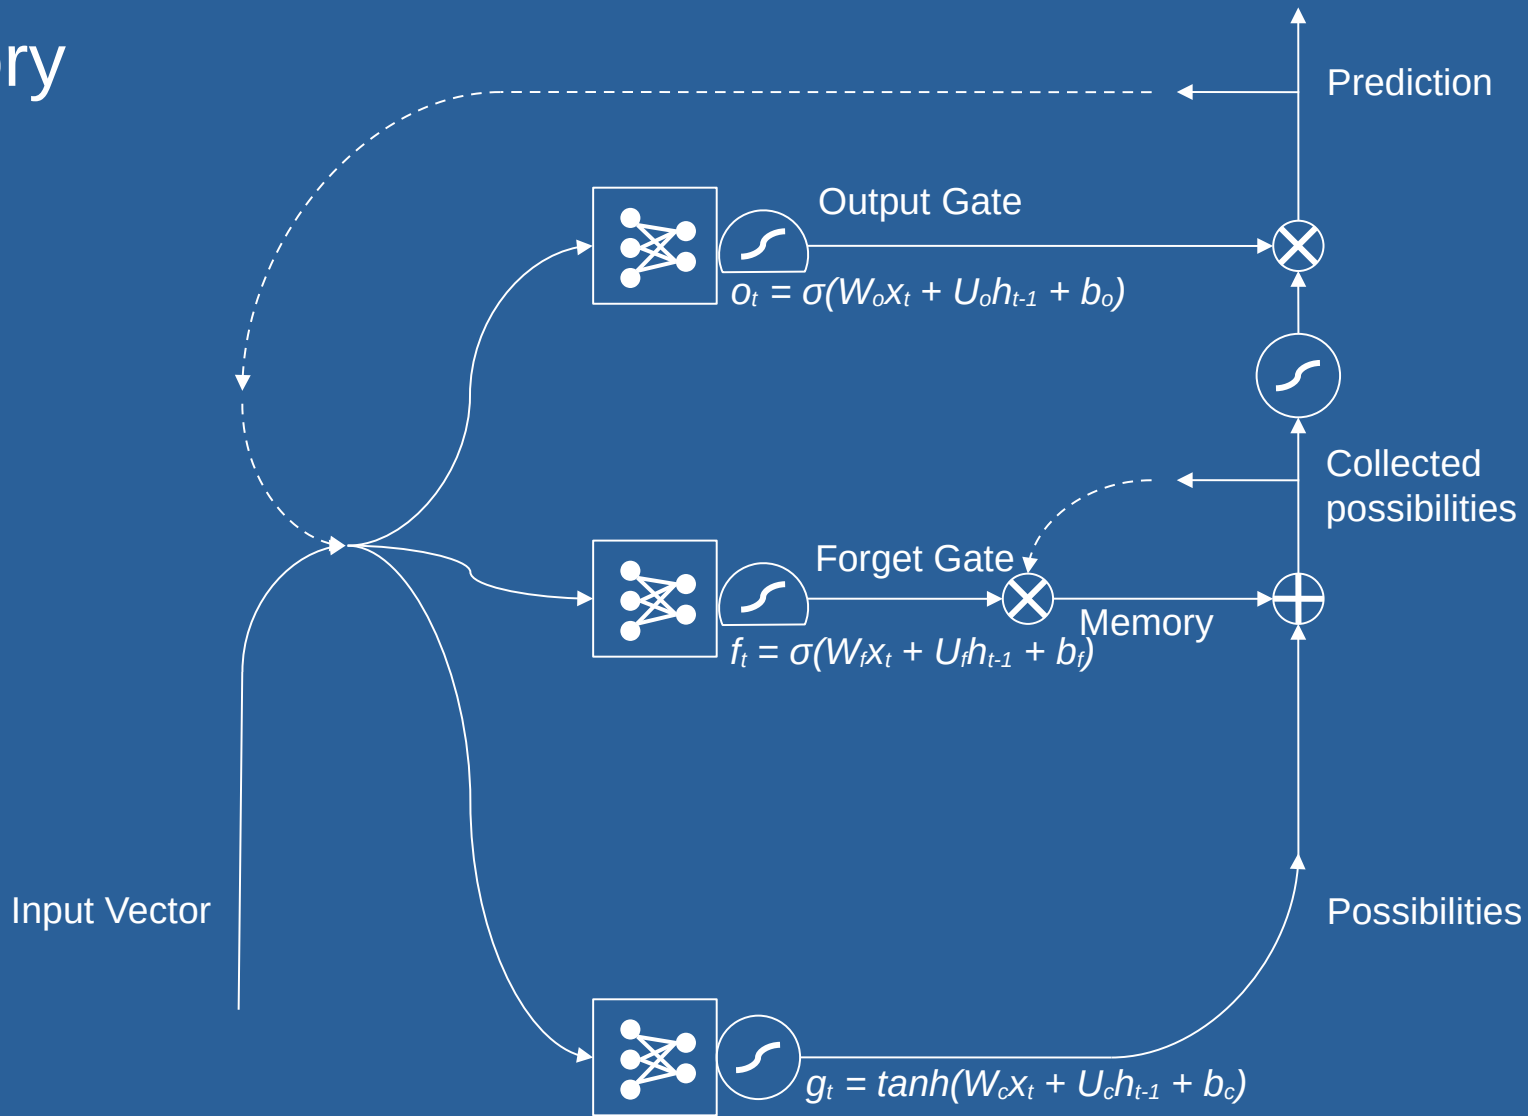 ory
Prediction
Output Gate
oₜ = σ(Wₒxₜ + Uₒhₜ₋₁ + bₒ)
Collected
possibilities
Forget Gate
Memory
fₜ = σ(W_fxₜ + U_fhₜ₋₁ + b_f)
Input Vector
Possibilities
gₜ = tanh(W_cxₜ + U_chₜ₋₁ + b_c)